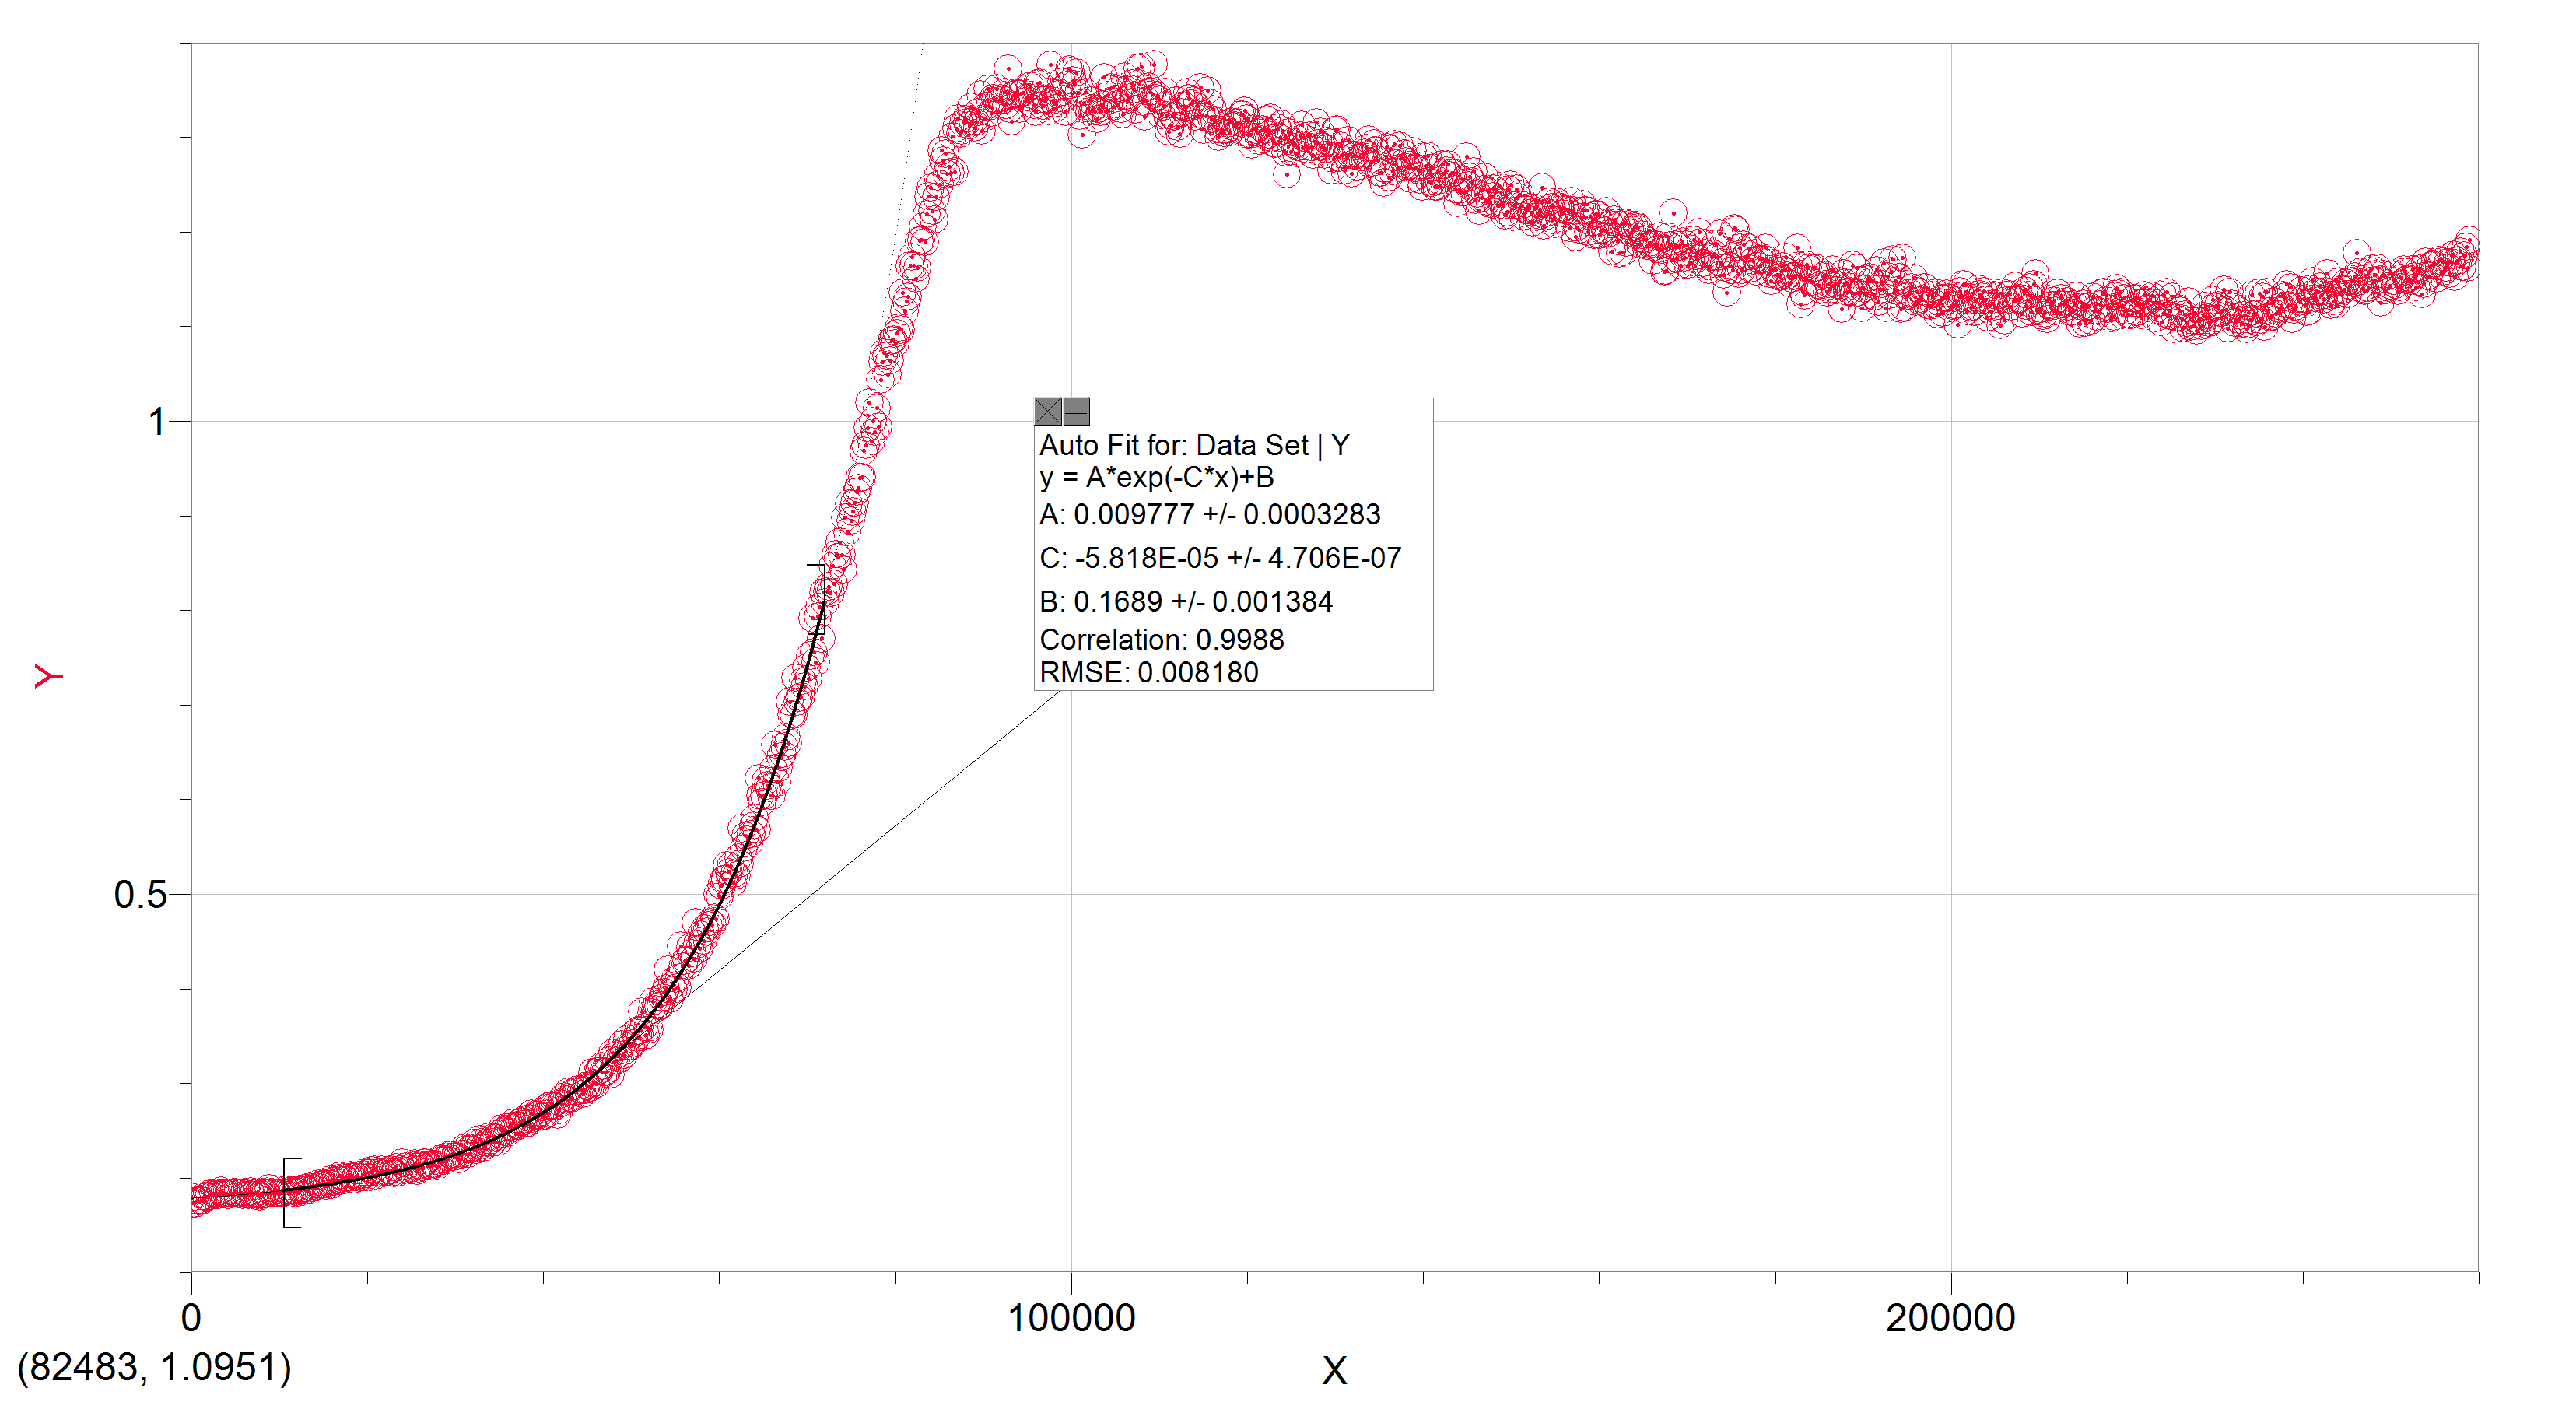 1
Auto Fit for: Data Set | Y
y = A*exp(-C*x)+B
A: 0.009777 +/- 0.0003283
C: -5.818E-05 +/- 4.706E-07
B: 0.1689 +/- 0.001384
Correlation: 0.9988
RMSE: 0.008180
Y
0.5
0 100000 200000
(82483, 1.0951)
X